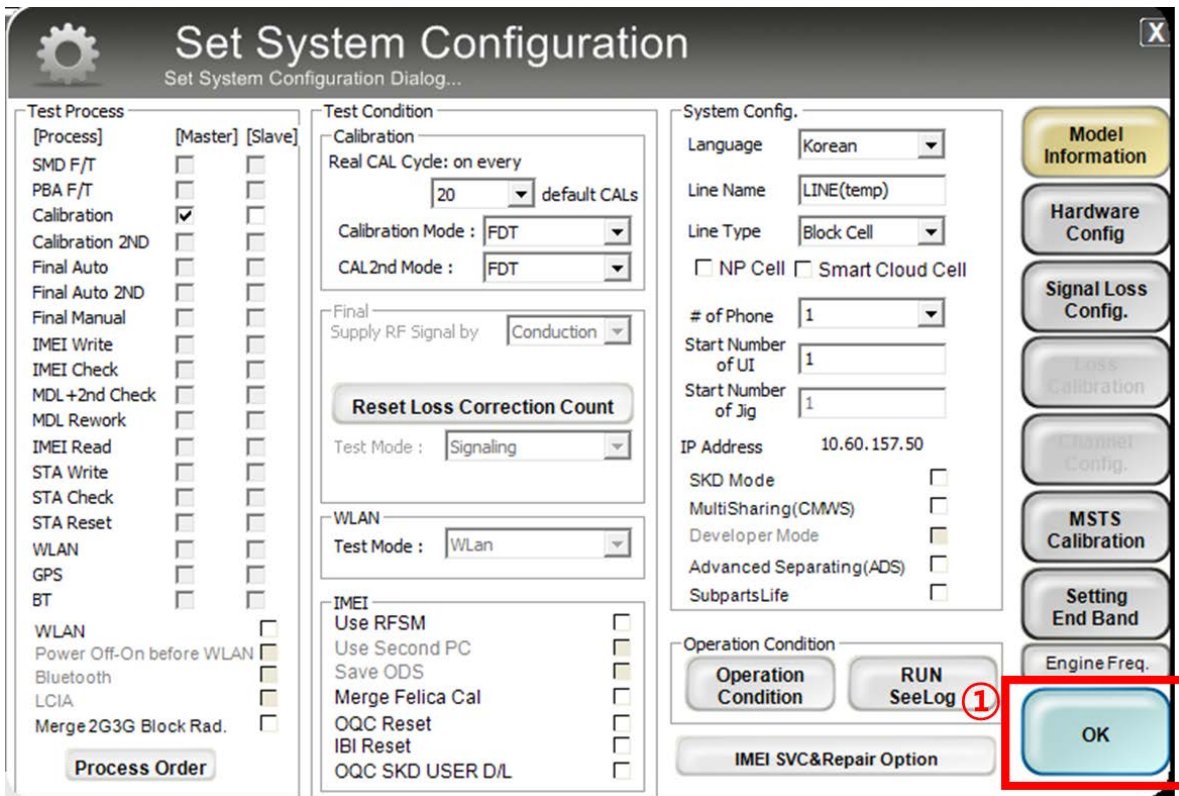 Set System Configuration
Set System Configuration Dialog...
X
Test Process
[Process] [Master] [Slave]
SMD F/T
PBA F/T
Calibration
Calibration 2ND
Final Auto
Final Auto 2ND
Final Manual
IMEI Write
IMEI Check
MDL+2nd Check
MDL Rework
IMEI Read
STA Write
STA Check
STA Reset
WLAN
GPS
BT
WLAN
Power Off-On before WLAN
Bluetooth
LCIA
Merge 2G3G Block Rad.
Process Order
Test Condition
Calibration
Real CAL Cycle: on every
20 default CALs
Calibration Mode : FDT
CAL2nd Mode : FDT
Final
Supply RF Signal by Conduction
Reset Loss Correction Count
Test Mode : Signaling
WLAN
Test Mode : WLan
IMEI
Use RFSM
Use Second PC
Save ODS
Merge Felica Cal
OQC Reset
IBI Reset
OQC SKD USER D/L
System Config.
Language Korean
Line Name LINE(temp)
Line Type Block Cell
NP Cell Smart Cloud Cell
# of Phone 1
Start Number
of UI 1
Start Number
of Jig 1
IP Address 10.60.157.50
SKD Mode
MultiSharing(CMWS)
Developer Mode
Advanced Separating(ADS)
SubpartsLife
Operation Condition
Operation
Condition
RUN
SeeLog
IMEI SVC&Repair Option
Model
Information
Hardware
Config
Signal Loss
Config.
Loss
Calibration
Channel
Config.
MSTS
Calibration
Setting
End Band
Engine Freq.
①
OK